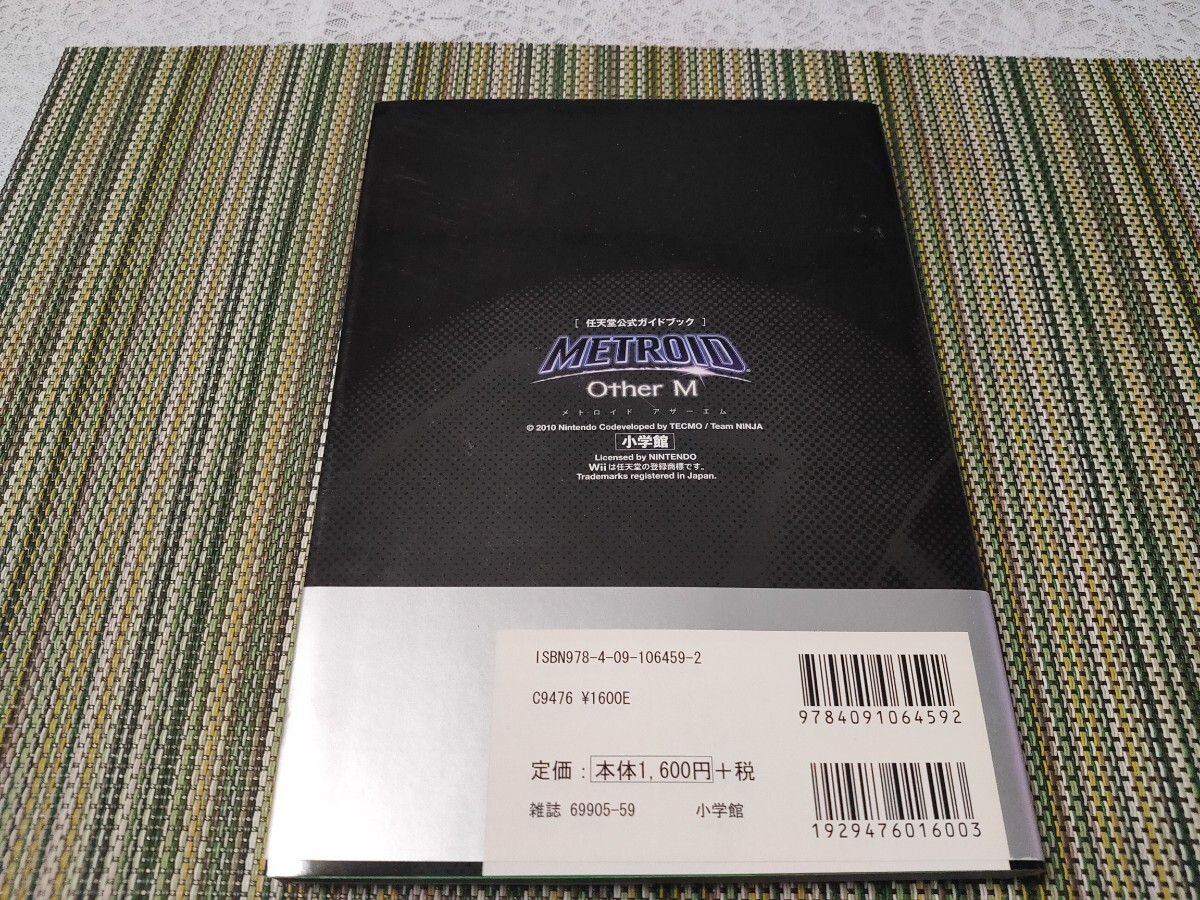 [ 任天堂公式ガイドブック ]
METROID
Other M
メトロイド アザーエム
© 2010 Nintendo Codeveloped by TECMO / Team NINJA
小学館
Licensed by NINTENDO
Wiiは任天堂の登録商標です。
Trademarks registered in Japan.
ISBN978-4-09-106459-2
C9476 ¥1600E
9784091064592
定価：本体1,600円＋税
雑誌 69905-59 小学館
1929476016003